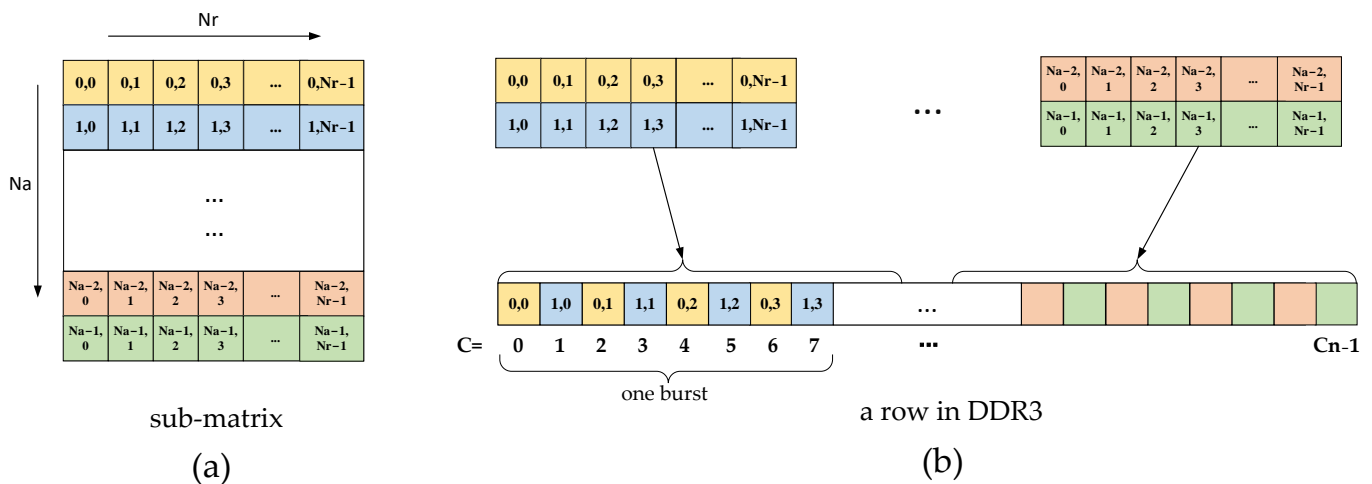 Nr
Na
0,0 0,1 0,2 0,3 ... 0,Nr-1
1,0 1,1 1,2 1,3 ... 1,Nr-1
...
...
Na-2, Na-2, Na-2, Na-2, ... Na-2,
0 1 2 3 Nr-1
Na-1, Na-1, Na-1, Na-1, ... Na-1,
0 1 2 3 Nr-1
sub-matrix
(a)
0,0 0,1 0,2 0,3 ... 0,Nr-1
1,0 1,1 1,2 1,3 ... 1,Nr-1
...
Na-2, Na-2, Na-2, Na-2, ... Na-2,
0 1 2 3 Nr-1
Na-1, Na-1, Na-1, Na-1, ... Na-1,
0 1 2 3 Nr-1
0,0 1,0 0,1 1,1 0,2 1,2 0,3 1,3 ...
C= 0 1 2 3 4 5 6 7 ... Cn-1
one burst
a row in DDR3
(b)